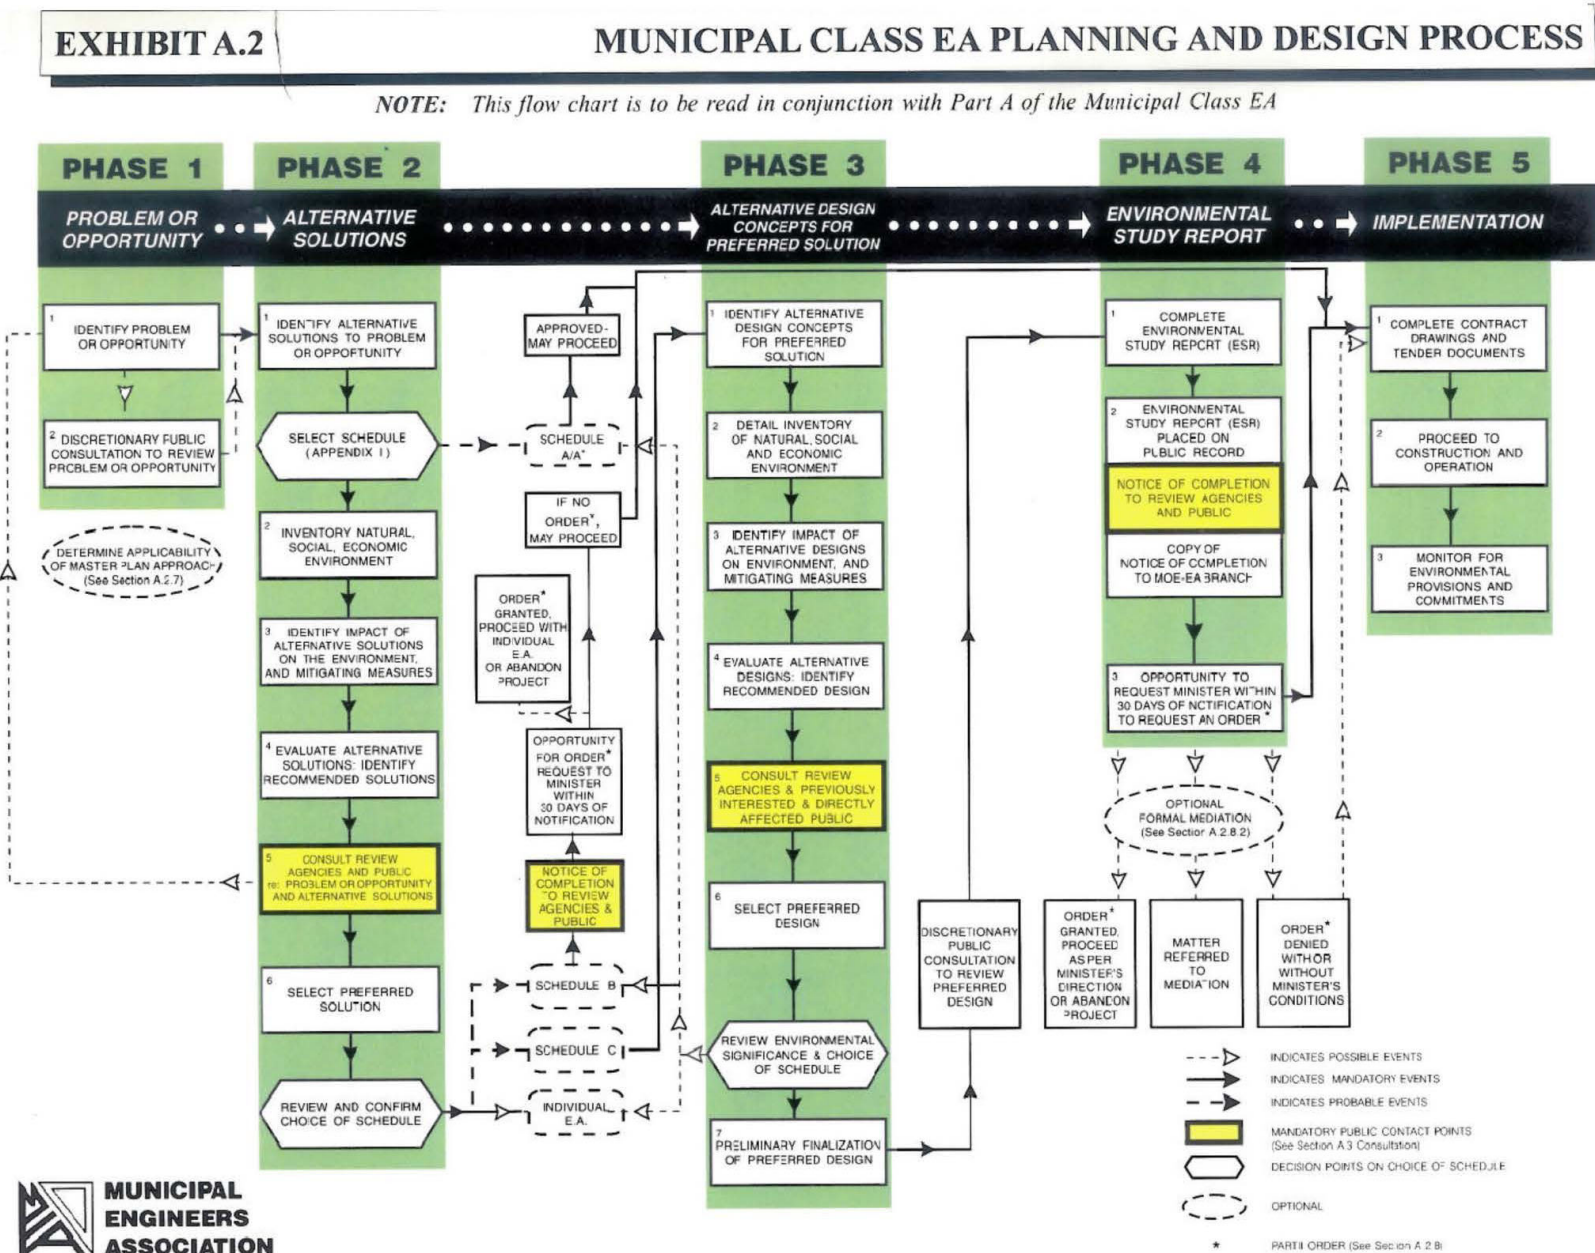 EXHIBIT A.2
MUNICIPAL CLASS EA PLANNING AND DESIGN PROCESS
NOTE: This flow chart is to be read in conjunction with Part A of the Municipal Class EA
PHASE 1
PROBLEM OR
OPPORTUNITY
1
IDENTIFY PROBLEM
OR OPPORTUNITY
2 DISCRETIONARY PUBLIC
CONSULTATION TO REVIEW
PROBLEM OR OPPORTUNITY
DETERMINE APPLICABILITY
OF MASTER PLAN APPROACH
(See Section A.2.7)
PHASE 2
ALTERNATIVE
SOLUTIONS
1
IDENTIFY ALTERNATIVE
SOLUTIONS TO PROBLEM
OR OPPORTUNITY
SELECT SCHEDULE
(APPENDIX I)
2
INVENTORY NATURAL,
SOCIAL, ECONOMIC
ENVIRONMENT
3 IDENTIFY IMPACT OF
ALTERNATIVE SOLUTIONS
ON THE ENVIRONMENT,
AND MITIGATING MEASURES
4 EVALUATE ALTERNATIVE
SOLUTIONS: IDENTIFY
RECOMMENDED SOLUTIONS
5 CONSULT REVIEW
AGENCIES AND PUBLIC
re: PROBLEM OR OPPORTUNITY
AND ALTERNATIVE SOLUTIONS
6
SELECT PREFERRED
SOLUTION
REVIEW AND CONFIRM
CHOICE OF SCHEDULE
APPROVED-
MAY PROCEED
SCHEDULE
A/A+
IF NO
ORDER*,
MAY PROCEED
ORDER*
GRANTED,
PROCEED WITH
INDIVIDUAL
E.A.
OR ABANDON
PROJECT
OPPORTUNITY
FOR ORDER*
REQUEST TO
MINISTER
WITHIN
30 DAYS OF
NOTIFICATION
NOTICE OF
COMPLETION
TO REVIEW
AGENCIES &
PUBLIC
SCHEDULE B
SCHEDULE C
INDIVIDUAL
E.A.
PHASE 3
ALTERNATIVE DESIGN
CONCEPTS FOR
PREFERRED SOLUTION
1 IDENTIFY ALTERNATIVE
DESIGN CONCEPTS
FOR PREFERRED
SOLUTION
2 DETAIL INVENTORY
OF NATURAL, SOCIAL
AND ECONOMIC
ENVIRONMENT
3 IDENTIFY IMPACT OF
ALTERNATIVE DESIGNS
ON ENVIRONMENT, AND
MITIGATING MEASURES
4 EVALUATE ALTERNATIVE
DESIGNS: IDENTIFY
RECOMMENDED DESIGN
5 CONSULT REVIEW
AGENCIES & PREVIOUSLY
INTERESTED & DIRECTLY
AFFECTED PUBLIC
6
SELECT PREFERRED
DESIGN
REVIEW ENVIRONMENTAL
SIGNIFICANCE & CHOICE
OF SCHEDULE
7
PRELIMINARY FINALIZATION
OF PREFERRED DESIGN
DISCRETIONARY
PUBLIC
CONSULTATION
TO REVIEW
PREFERRED
DESIGN
PHASE 4
ENVIRONMENTAL
STUDY REPORT
1
COMPLETE
ENVIRONMENTAL
STUDY REPORT (ESR)
2 ENVIRONMENTAL
STUDY REPORT (ESR)
PLACED ON
PUBLIC RECORD
NOTICE OF COMPLETION
TO REVIEW AGENCIES
AND PUBLIC
COPY OF
NOTICE OF COMPLETION
TO MOE-EA BRANCH
3 OPPORTUNITY TO
REQUEST MINISTER WITHIN
30 DAYS OF NOTIFICATION
TO REQUEST AN ORDER*
OPTIONAL
FORMAL MEDIATION
(See Section A.2.8.2)
ORDER*
GRANTED,
PROCEED
AS PER
MINISTER'S
DIRECTION
OR ABANDON
PROJECT
MATTER
REFERRED
TO
MEDIATION
ORDER*
DENIED
WITH OR
WITHOUT
MINISTER'S
CONDITIONS
PHASE 5
IMPLEMENTATION
1
COMPLETE CONTRACT
DRAWINGS AND
TENDER DOCUMENTS
2
PROCEED TO
CONSTRUCTION AND
OPERATION
3
MONITOR FOR
ENVIRONMENTAL
PROVISIONS AND
COMMITMENTS
INDICATES POSSIBLE EVENTS
INDICATES MANDATORY EVENTS
INDICATES PROBABLE EVENTS
MANDATORY PUBLIC CONTACT POINTS
(See Section A.3 Consultation)
DECISION POINTS ON CHOICE OF SCHEDULE
OPTIONAL
* PART II ORDER (See Section A.2.8)
MEA
MUNICIPAL
ENGINEERS
ASSOCIATION